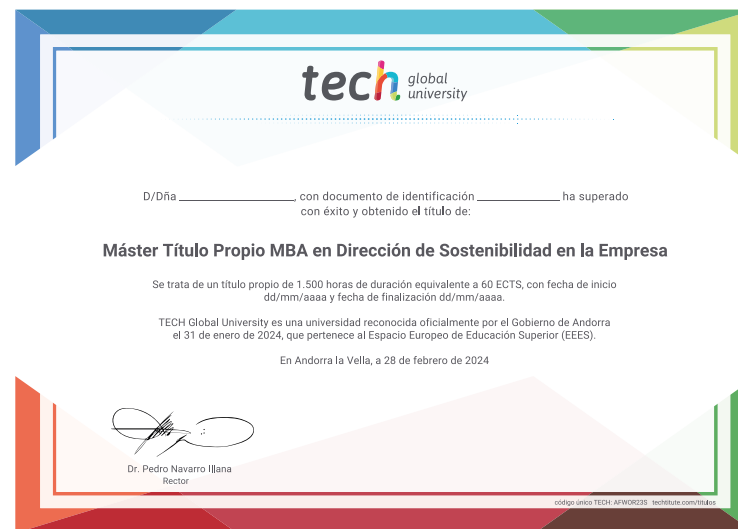 tech global university
D/Dña ______________, con documento de identificación ______________ ha superado
con éxito y obtenido el título de:
Máster Título Propio MBA en Dirección de Sostenibilidad en la Empresa
Se trata de un título propio de 1.500 horas de duración equivalente a 60 ECTS, con fecha de inicio
dd/mm/aaaa y fecha de finalización dd/mm/aaaa.
TECH Global University es una universidad reconocida oficialmente por el Gobierno de Andorra
el 31 de enero de 2024, que pertenece al Espacio Europeo de Educación Superior (EEES).
En Andorra la Vella, a 28 de febrero de 2024
Dr. Pedro Navarro Illana
Rector
código único TECH: AFWOR23S techtitute.com/titulos